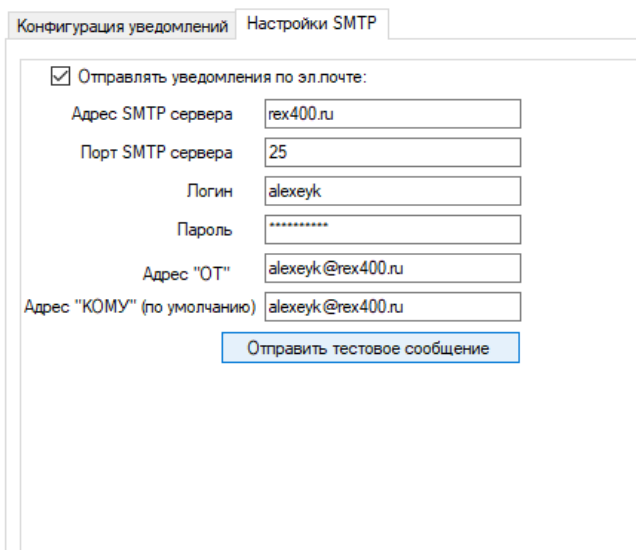 Конфигурация уведомлений Настройки SMTP
Отправлять уведомления по эл.почте:
Адрес SMTP сервера rex400.ru
Порт SMTP сервера 25
Логин alexeyk
Пароль **********
Адрес "ОТ" alexeyk@rex400.ru
Адрес "КОМУ" (по умолчанию) alexeyk@rex400.ru
Отправить тестовое сообщение